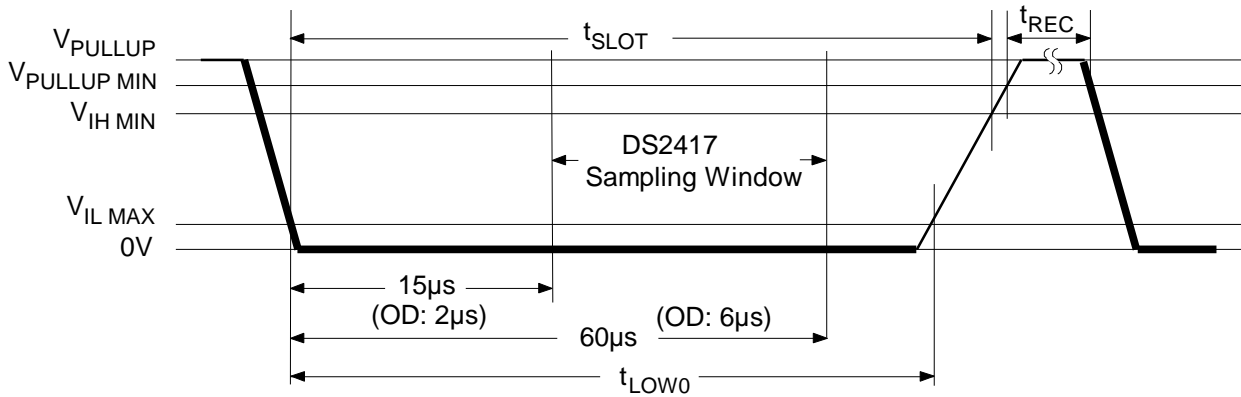 t_SLOT
t_REC
V_PULLUP
V_PULLUP MIN
V_IH MIN
DS2417
Sampling Window
V_IL MAX
0V
15µs
(OD: 2µs)
(OD: 6µs)
60µs
t_LOW0